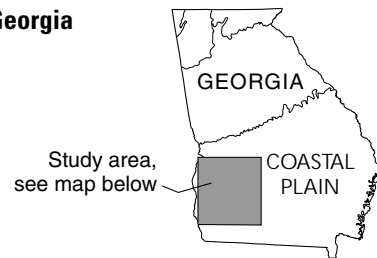 Georgia
GEORGIA
Study area,
see map below
COASTAL
PLAIN